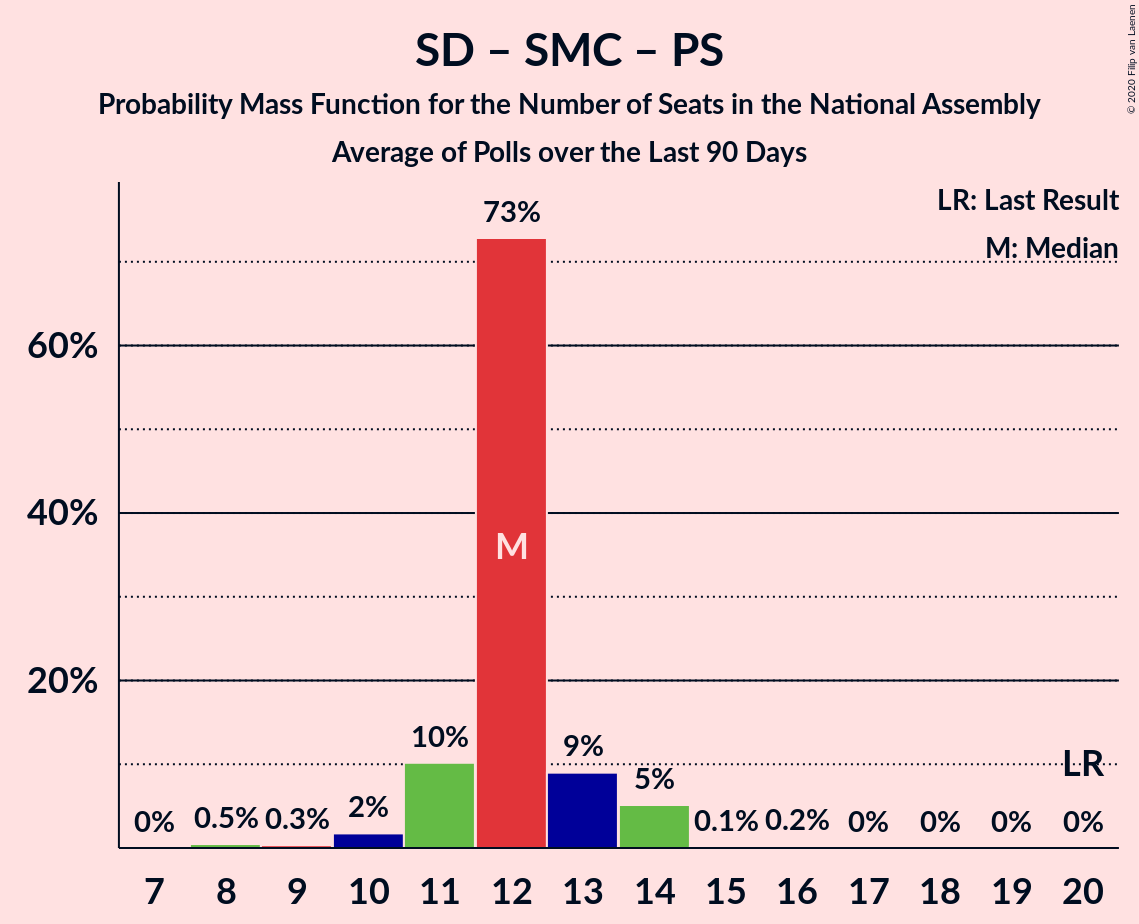 SD – SMC – PS
Probability Mass Function for the Number of Seats in the National Assembly
Average of Polls over the Last 90 Days
© 2020 Filip van Laenen
LR: Last Result
M: Median
73%
60%
40%
M
20%
10%
9%
5%
LR
0%
0.5%
0.3%
2%
0.1%
0.2%
0%
0%
0%
0%
7 8 9 10 11 12 13 14 15 16 17 18 19 20